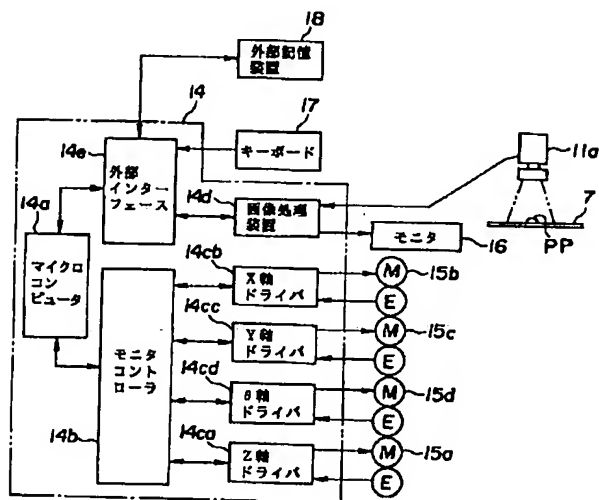 18
外部記憶
装置
14
17
キーボード
14e
外部
インター
フェース
11a
14a
14d
画像処理
装置
7
PP
モニタ
16
マイクロ
コン
ピュータ
14cb
X軸
ドライバ
M
15b
E
14cc
Y軸
ドライバ
M
15c
E
モニタ
コント
ローラ
14cd
θ軸
ドライバ
M
15d
E
14b
14ca
Z軸
ドライバ
M
15a
E